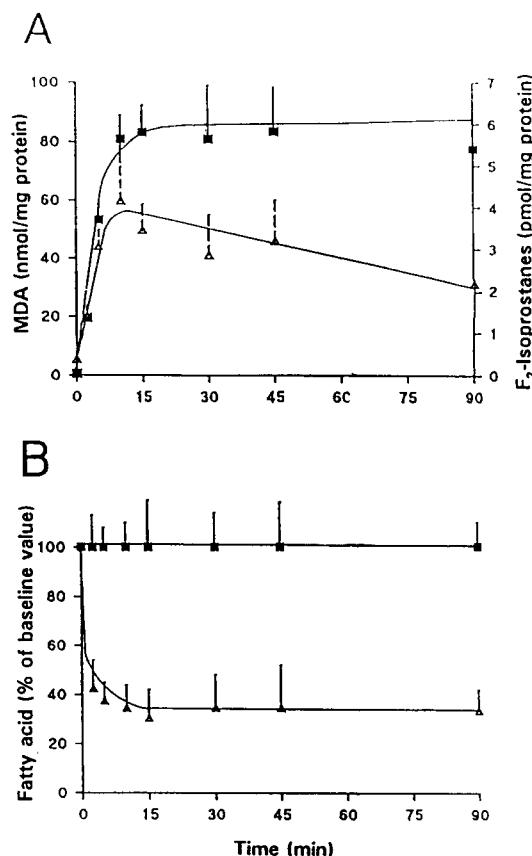 A
MDA (nmol/mg protein)
100
80
60
40
20
0
7
6
5
4
3
2
1
0
F2-Isoprostanes (pmol/mg protein)
0 15 30 45 60 75 90
B
Fatty acid (% of baseline value)
100
80
60
40
20
0
0 15 30 45 60 75 90
Time (min)